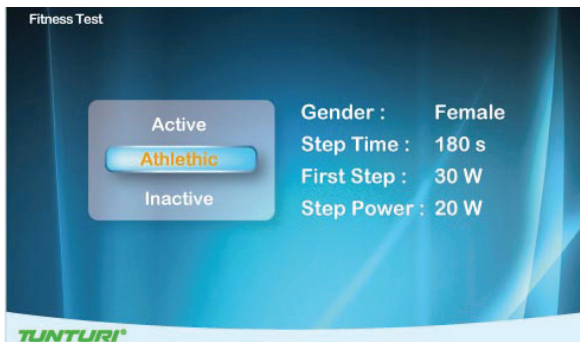 Fitness Test
Active
Athlethic
Inactive
Gender : Female
Step Time : 180 s
First Step : 30 W
Step Power : 20 W
TUNTURI®